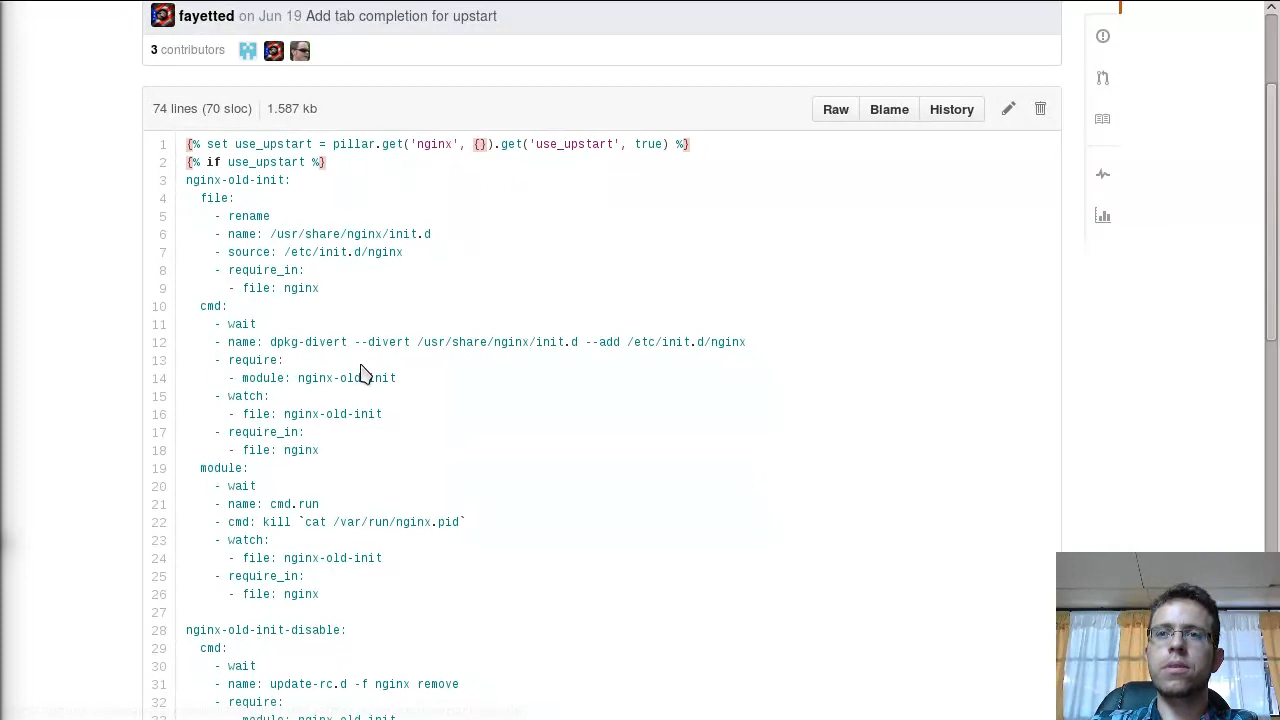 fayetted on Jun 19 Add tab completion for upstart
3 contributors
74 lines (70 sloc) 1.587 kb Raw Blame History
1 {% set use_upstart = pillar.get('nginx', {}).get('use_upstart', true) %}
2 {% if use_upstart %}
3 nginx-old-init:
4 file:
5 - rename
6 - name: /usr/share/nginx/init.d
7 - source: /etc/init.d/nginx
8 - require_in:
9 - file: nginx
10 cmd:
11 - wait
12 - name: dpkg-divert --divert /usr/share/nginx/init.d --add /etc/init.d/nginx
13 - require:
14 - module: nginx-old-init
15 - watch:
16 - file: nginx-old-init
17 - require_in:
18 - file: nginx
19 module:
20 - wait
21 - name: cmd.run
22 - cmd: kill `cat /var/run/nginx.pid`
23 - watch:
24 - file: nginx-old-init
25 - require_in:
26 - file: nginx
27
28 nginx-old-init-disable:
29 cmd:
30 - wait
31 - name: update-rc.d -f nginx remove
32 - require:
33 - module: nginx-old-init